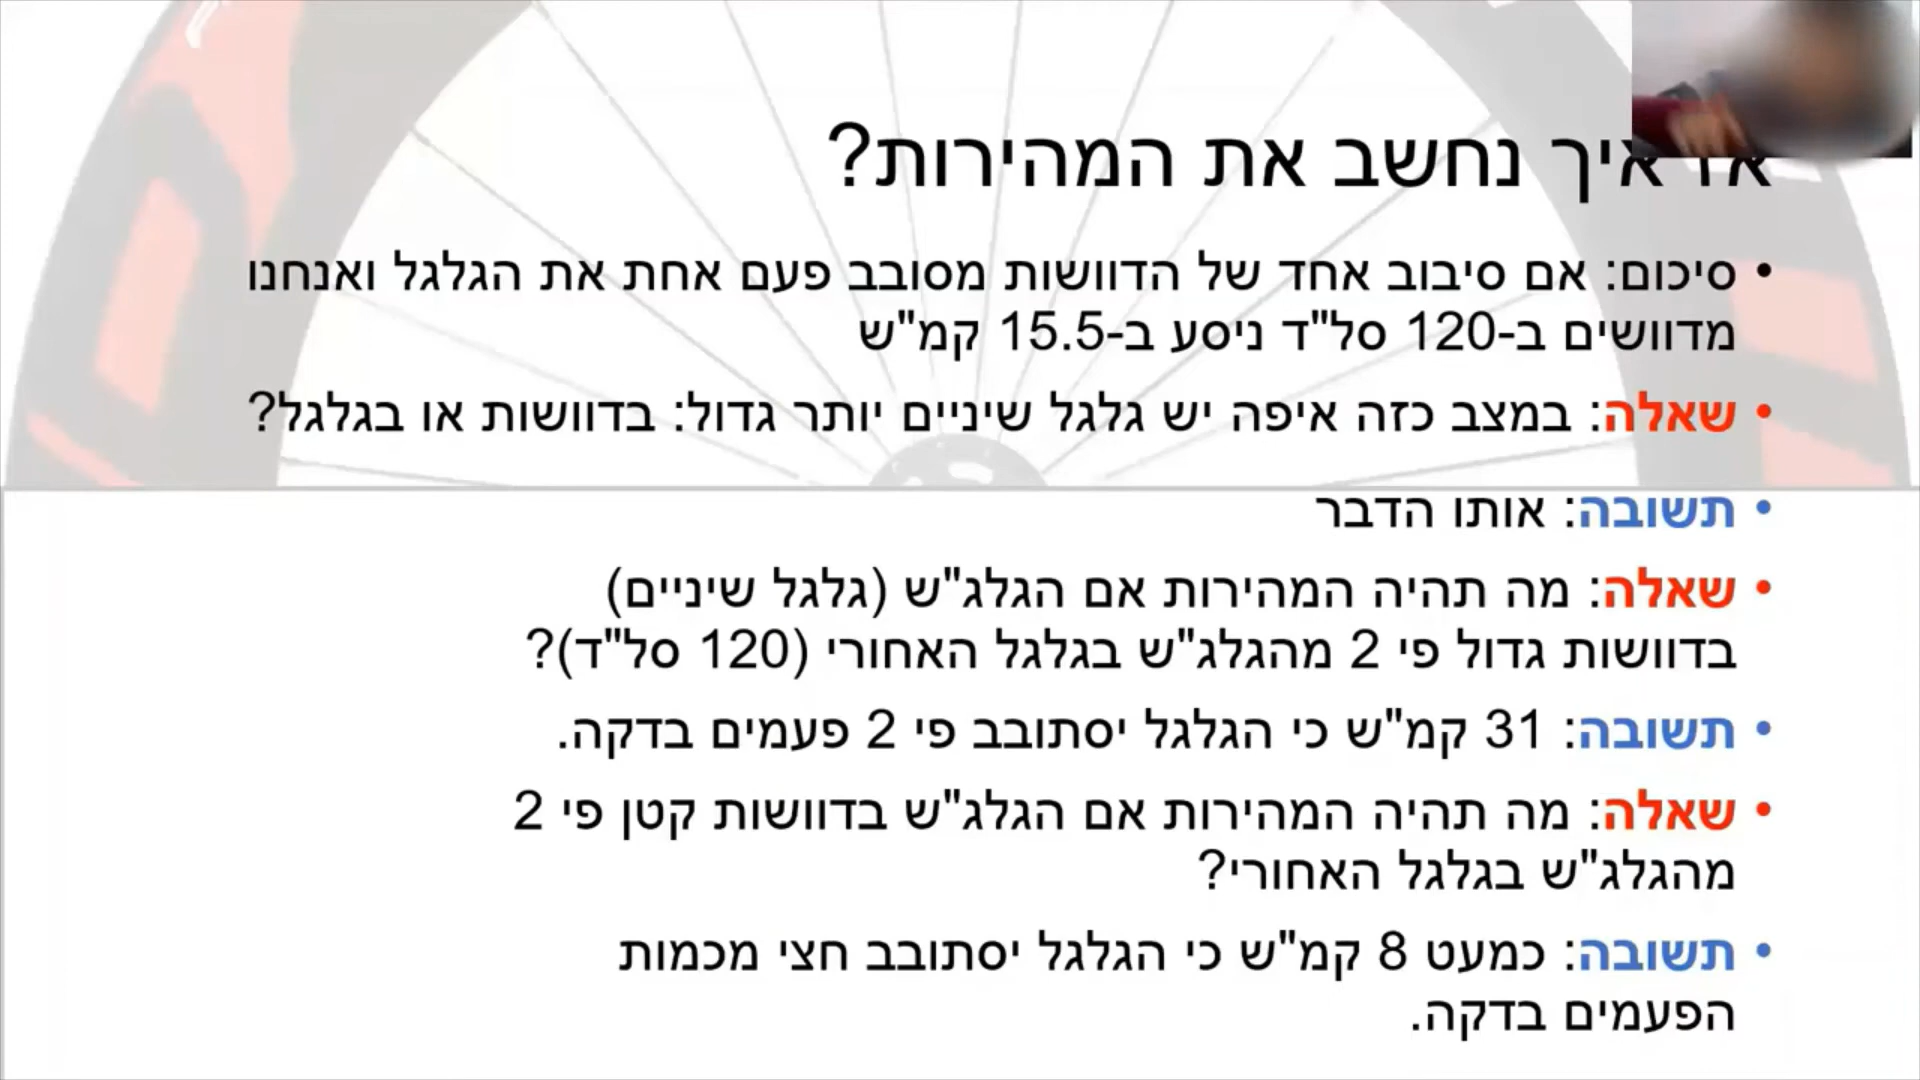 אז איך נחשב את המהירות?
• סיכום: אם סיבוב אחד של הדוושות מסובב פעם אחת את הגלגל ואנחנו
מדוושים ב-120 סל"ד ניסע ב-15.5 קמ"ש
• שאלה: במצב כזה איפה יש גלגל שיניים יותר גדול: בדוושות או בגלגל?
• תשובה: אותו הדבר
• שאלה: מה תהיה המהירות אם הגלג"ש (גלגל שיניים)
בדוושות גדול פי 2 מהגלג"ש בגלגל האחורי (120 סל"ד)?
• תשובה: 31 קמ"ש כי הגלגל יסתובב פי 2 פעמים בדקה.
• שאלה: מה תהיה המהירות אם הגלג"ש בדוושות קטן פי 2
מהגלג"ש בגלגל האחורי?
• תשובה: כמעט 8 קמ"ש כי הגלגל יסתובב חצי מכמות
הפעמים בדקה.